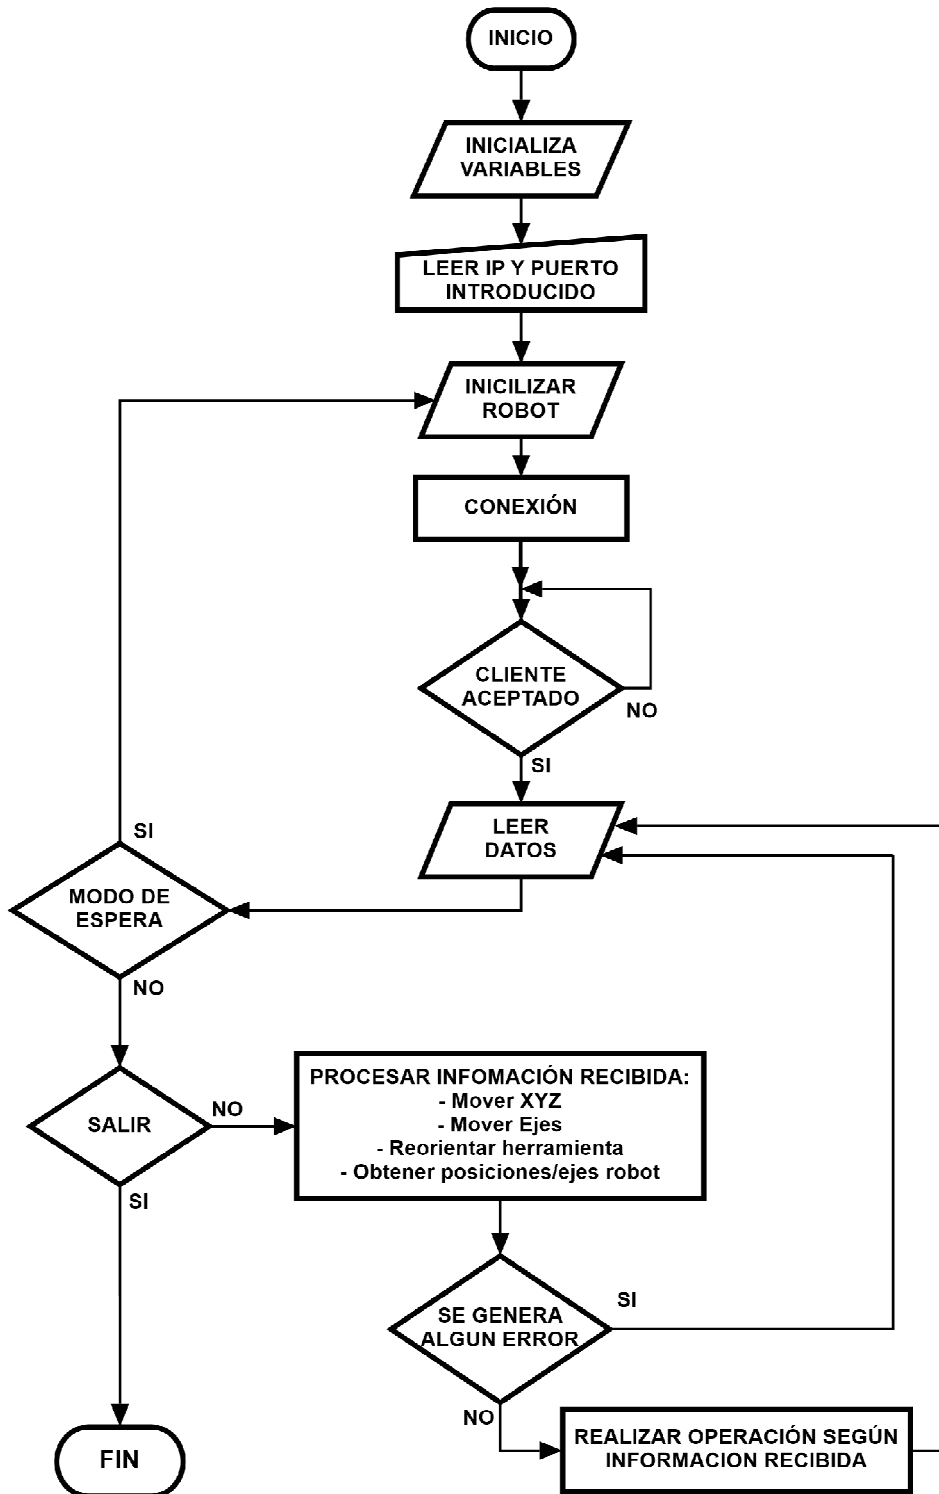 INICIO
INICIALIZA
VARIABLES
LEER IP Y PUERTO
INTRODUCIDO
INICILIZAR
ROBOT
CONEXIÓN
CLIENTE
ACEPTADO
NO
SI
LEER
DATOS
SI
MODO DE
ESPERA
NO
SALIR
NO
SI
PROCESAR INFOMACIÓN RECIBIDA:
- Mover XYZ
- Mover Ejes
- Reorientar herramienta
- Obtener posiciones/ejes robot
SE GENERA
ALGUN ERROR
SI
NO
REALIZAR OPERACIÓN SEGÚN
INFORMACION RECIBIDA
FIN